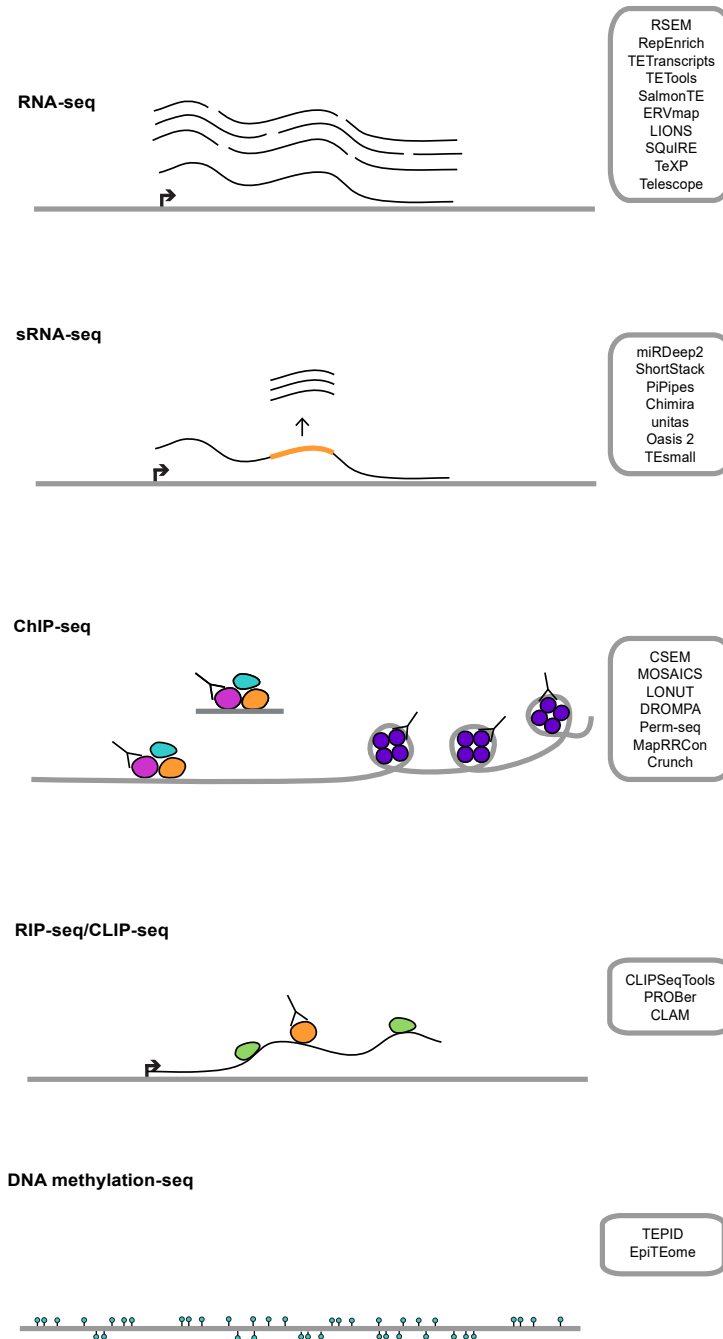 RNA-seq
RSEM
RepEnrich
TETranscripts
TETools
SalmonTE
ERVmap
LIONS
SQuIRE
TeXP
Telescope
sRNA-seq
miRDeep2
ShortStack
PiPipes
Chimira
unitas
Oasis 2
TEsmall
ChIP-seq
CSEM
MOSAICS
LONUT
DROMPA
Perm-seq
MapRRCon
Crunch
RIP-seq/CLIP-seq
CLIPSeqTools
PROBer
CLAM
DNA methylation-seq
TEPID
EpiTEome